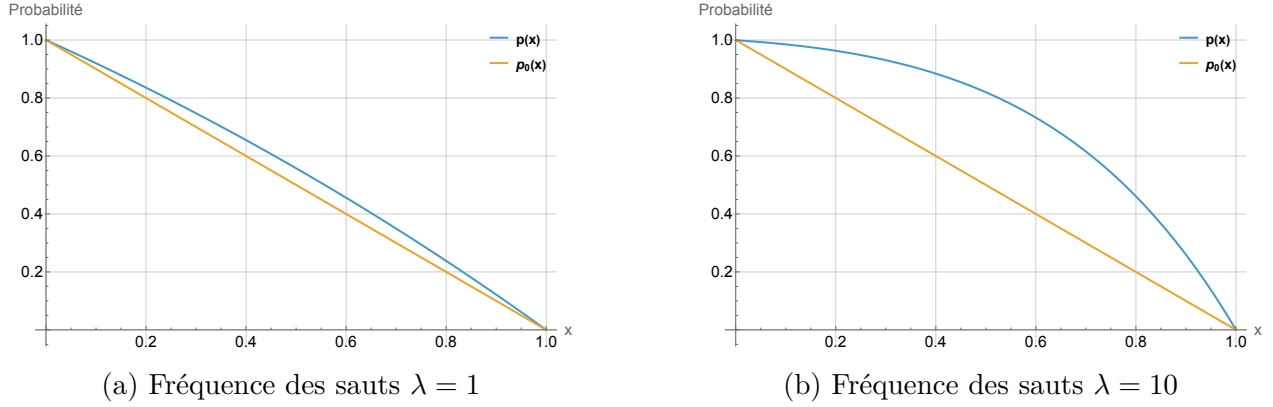 Probabilité
1.0
0.8
0.6
0.4
0.2
0.2 0.4 0.6 0.8 1.0
x
p(x)
p₀(x)
(a) Fréquence des sauts λ = 1
Probabilité
1.0
0.8
0.6
0.4
0.2
0.2 0.4 0.6 0.8 1.0
x
p(x)
p₀(x)
(b) Fréquence des sauts λ = 10